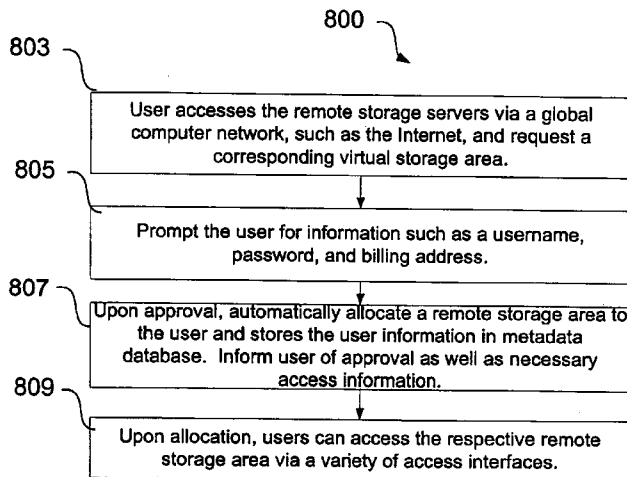 800
803
User accesses the remote storage servers via a global
computer network, such as the Internet, and request a
corresponding virtual storage area.
805
Prompt the user for information such as a username,
password, and billing address.
807
Upon approval, automatically allocate a remote storage area to
the user and stores the user information in metadata
database. Inform user of approval as well as necessary
access information.
809
Upon allocation, users can access the respective remote
storage area via a variety of access interfaces.